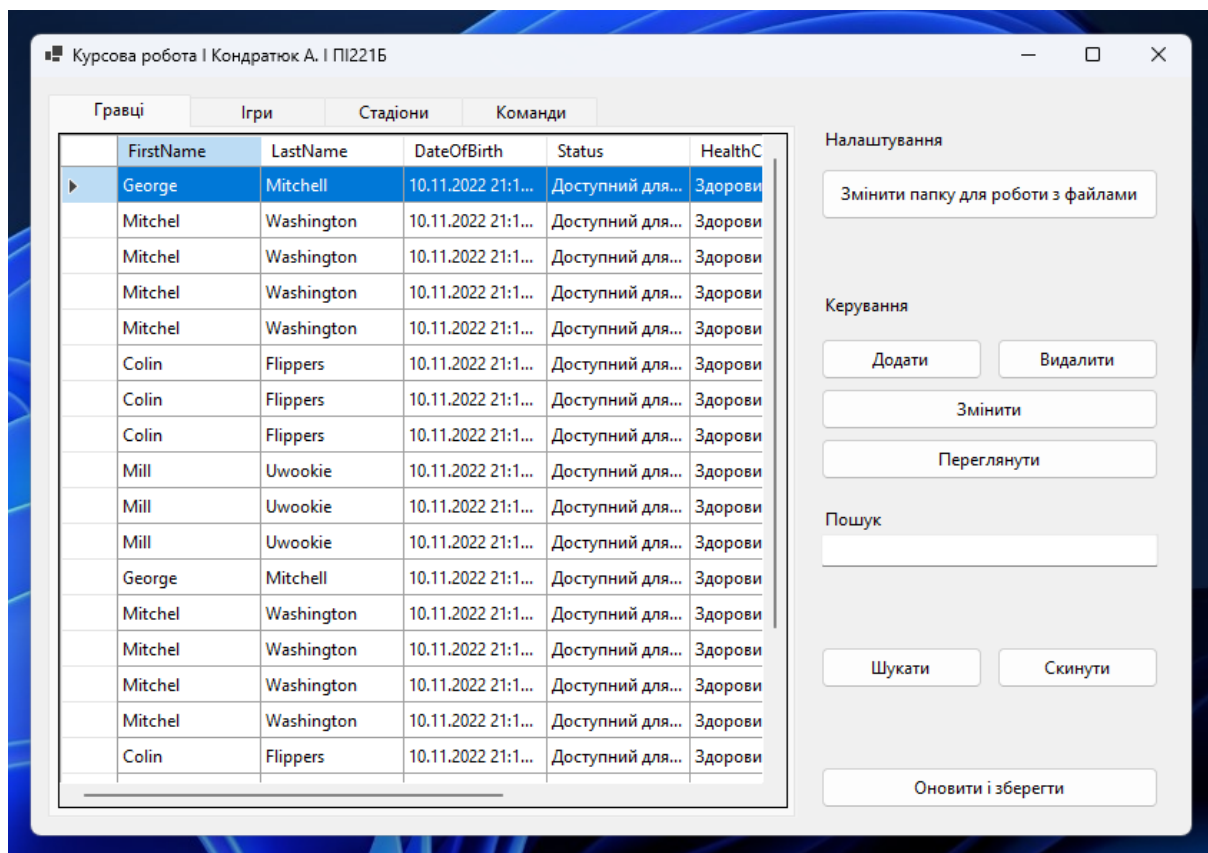 Курсова робота І Кондратюк А. І ПІ221Б
Гравці Ігри Стадіони Команди
FirstName LastName DateOfBirth Status HealthC
George Mitchell 10.11.2022 21:1... Доступний для... Здорови
Mitchel Washington 10.11.2022 21:1... Доступний для... Здорови
Mitchel Washington 10.11.2022 21:1... Доступний для... Здорови
Mitchel Washington 10.11.2022 21:1... Доступний для... Здорови
Mitchel Washington 10.11.2022 21:1... Доступний для... Здорови
Colin Flippers 10.11.2022 21:1... Доступний для... Здорови
Colin Flippers 10.11.2022 21:1... Доступний для... Здорови
Colin Flippers 10.11.2022 21:1... Доступний для... Здорови
Mill Uwookie 10.11.2022 21:1... Доступний для... Здорови
Mill Uwookie 10.11.2022 21:1... Доступний для... Здорови
Mill Uwookie 10.11.2022 21:1... Доступний для... Здорови
George Mitchell 10.11.2022 21:1... Доступний для... Здорови
Mitchel Washington 10.11.2022 21:1... Доступний для... Здорови
Mitchel Washington 10.11.2022 21:1... Доступний для... Здорови
Mitchel Washington 10.11.2022 21:1... Доступний для... Здорови
Mitchel Washington 10.11.2022 21:1... Доступний для... Здорови
Colin Flippers 10.11.2022 21:1... Доступний для... Здорови
Налаштування
Змінити папку для роботи з файлами
Керування
Додати Видалити
Змінити
Переглянути
Пошук
Шукати Скинути
Оновити і зберегти